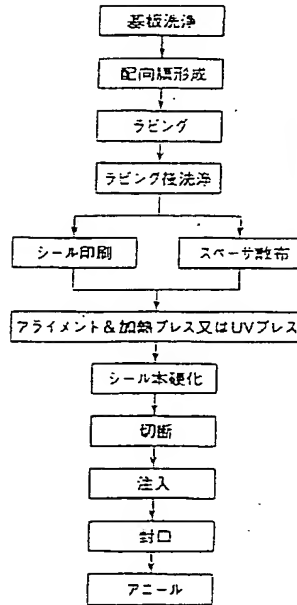 基板洗浄
配向膜形成
ラビング
ラビング後洗浄
シール印刷
スペーサ散布
アライメント&加熱プレス又はUVプレス
シール本硬化
切断
注入
封口
アニール